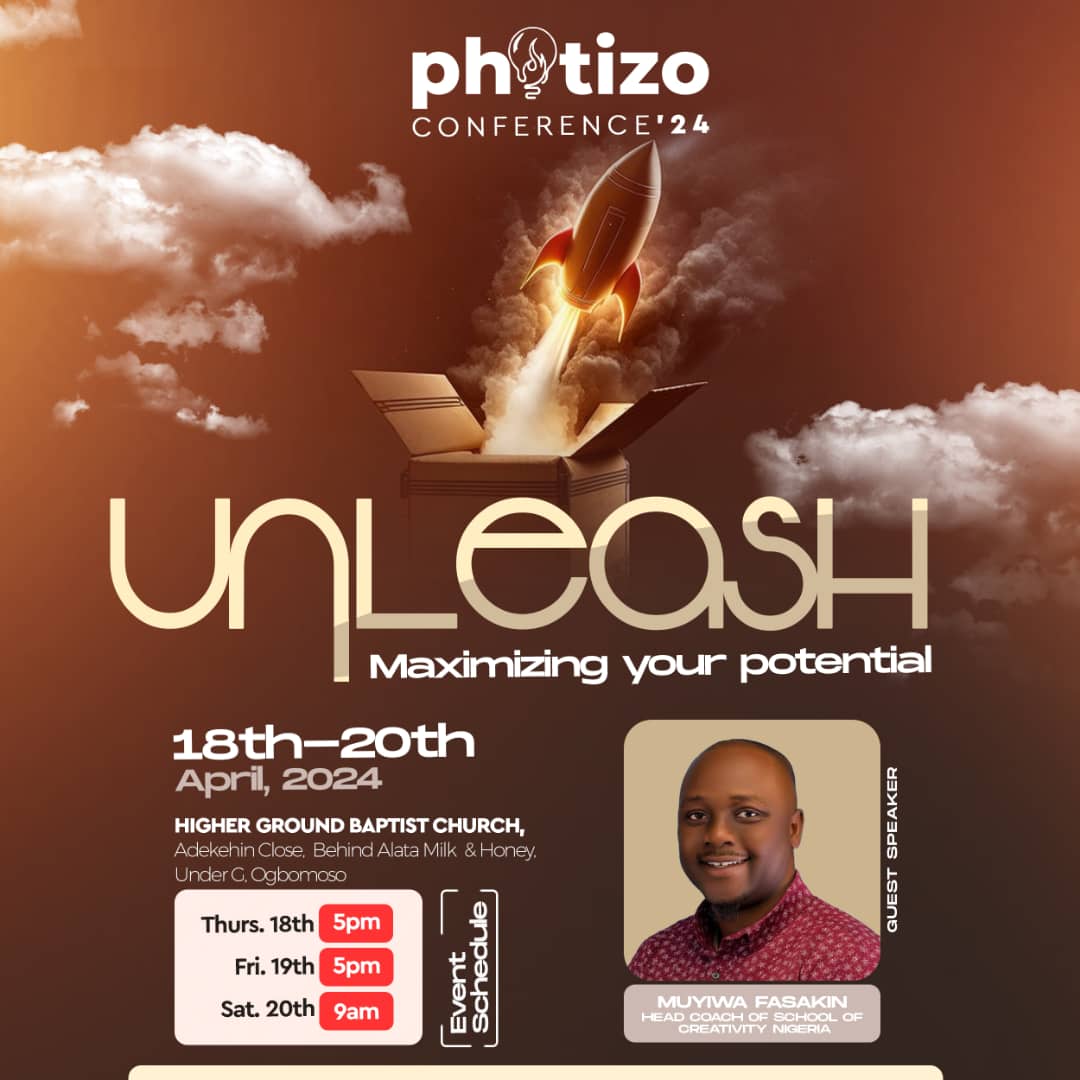 photizo
CONFERENCE'24
UNLEASH
Maximizing your potential
18th–20th
April, 2024
HIGHER GROUND BAPTIST CHURCH,
Adekehin Close, Behind Alata Milk & Honey,
Under G, Ogbomoso
Thurs. 18th 5pm
Fri. 19th 5pm
Sat. 20th 9am
Event
Schedule
GUEST SPEAKER
MUYIWA FASAKIN
HEAD COACH OF SCHOOL OF
CREATIVITY NIGERIA